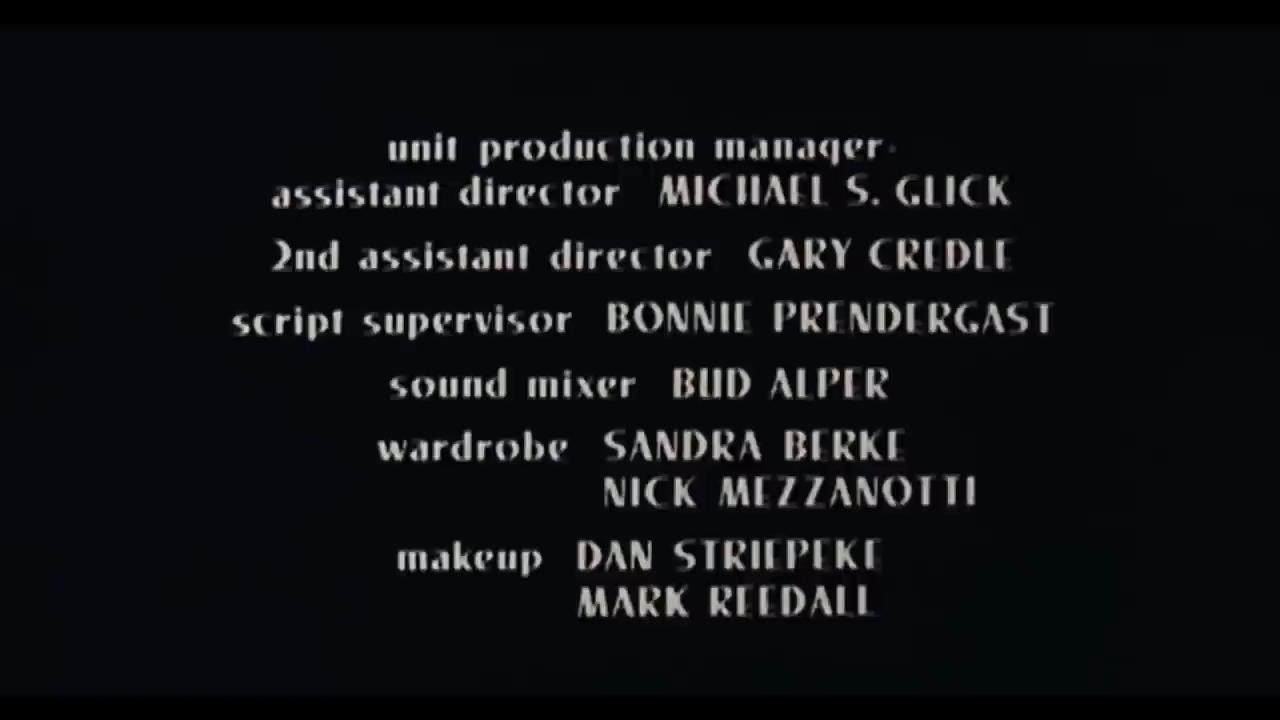 unit production manager-
assistant director MICHAEL S. GLICK
2nd assistant director GARY CREDLE
script supervisor BONNIE PRENDERGAST
sound mixer BUD ALPER
wardrobe SANDRA BERKE
NICK MEZZANOTTI
makeup DAN STRIEPEKE
MARK REEDALL